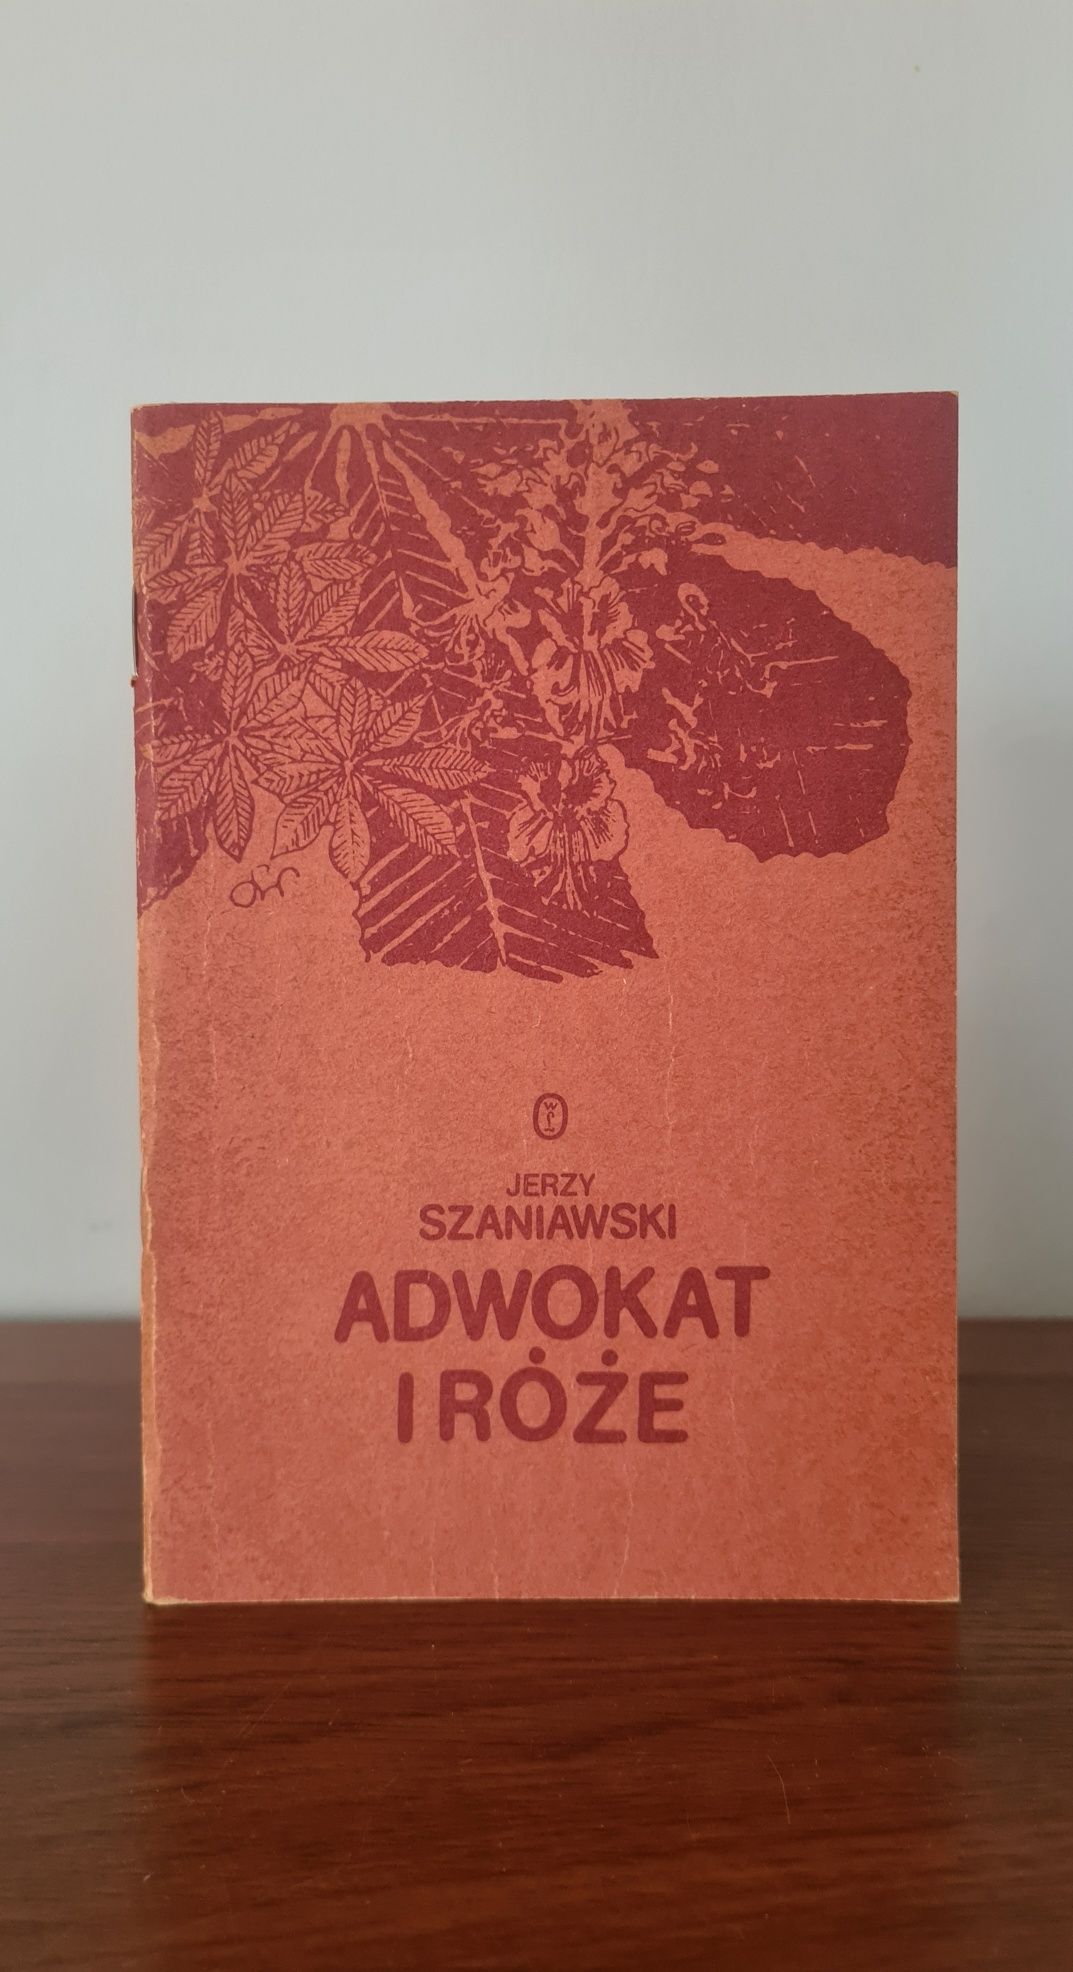 JERZY
SZANIAWSKI
ADWOKAT
I RÓŻE